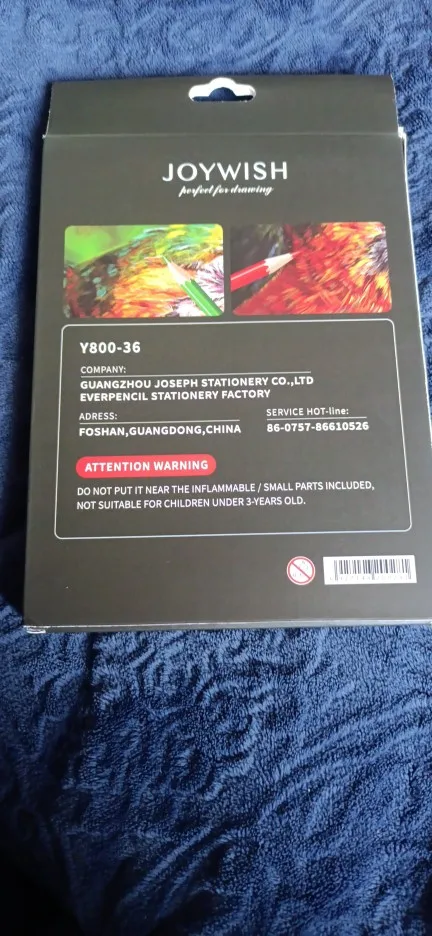 JOYWISH
perfect for drawing
Y800-36
COMPANY:
GUANGZHOU JOSEPH STATIONERY CO.,LTD
EVERPENCIL STATIONERY FACTORY
ADRESS:
FOSHAN,GUANGDONG,CHINA
SERVICE HOT-line:
86-0757-86610526
ATTENTION WARNING
DO NOT PUT IT NEAR THE INFLAMMABLE / SMALL PARTS INCLUDED,
NOT SUITABLE FOR CHILDREN UNDER 3-YEARS OLD.